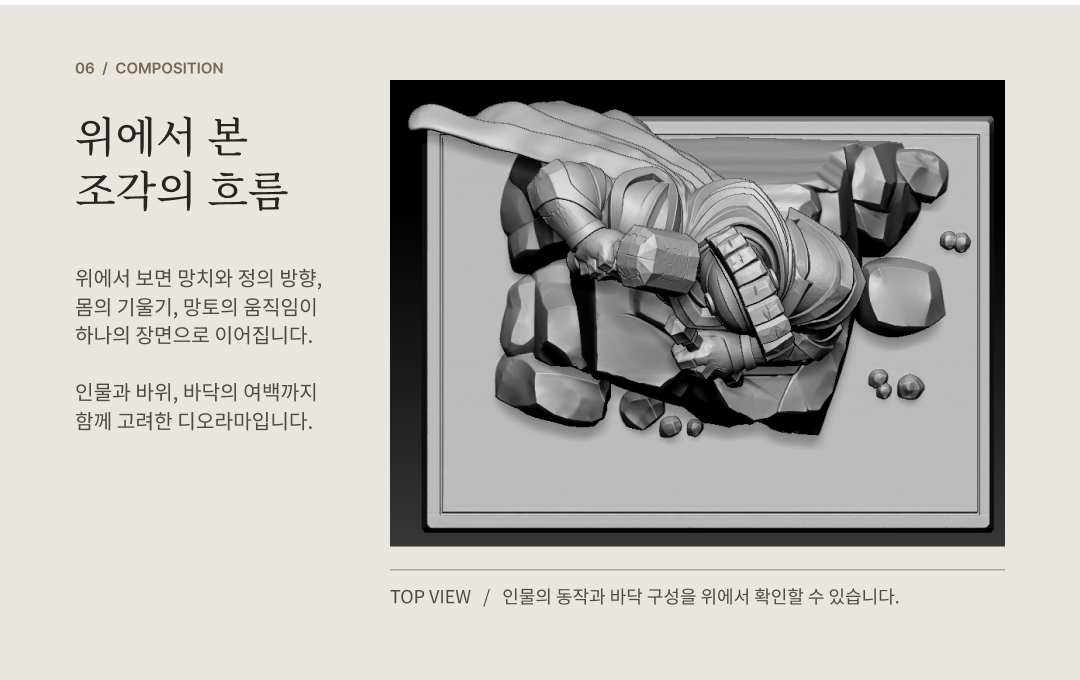 06 / COMPOSITION
위에서 본
조각의 흐름
위에서 보면 망치와 정의 방향,
몸의 기울기, 망토의 움직임이
하나의 장면으로 이어집니다.
인물과 바위, 바닥의 여백까지
함께 고려한 디오라마입니다.
TOP VIEW / 인물의 동작과 바닥 구성을 위에서 확인할 수 있습니다.